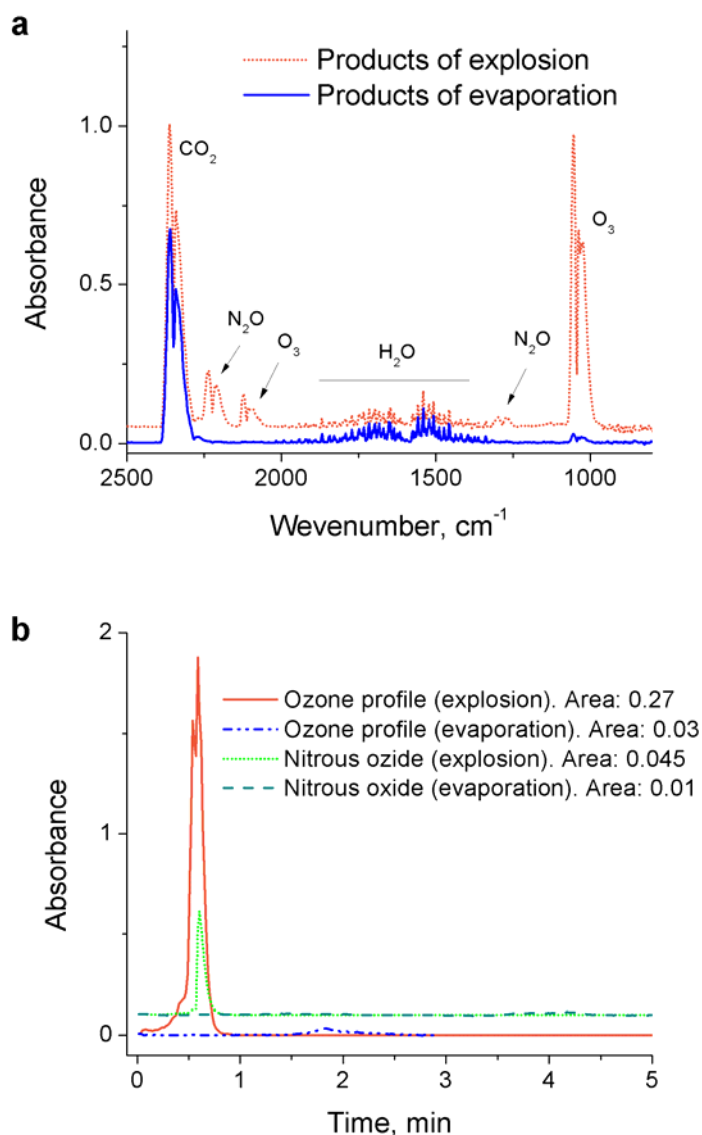 a
Products of explosion
Products of evaporation
1.0
CO2
O3
0.5
N2O
O3
H2O
N2O
0.0
2500 2000 1500 1000
Absorbance
Wevenumber, cm-1
b
2
Ozone profile (explosion). Area: 0.27
Ozone profile (evaporation). Area: 0.03
Nitrous ozide (explosion). Area: 0.045
Nitrous oxide (evaporation). Area: 0.01
1
0
0 1 2 3 4 5
Absorbance
Time, min